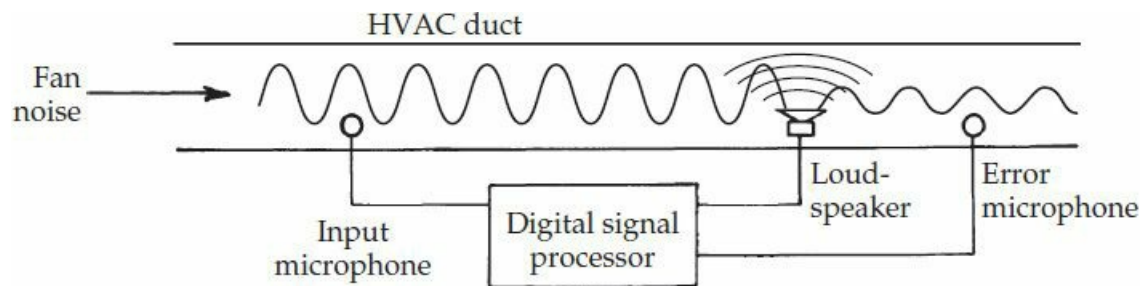 HVAC duct
Fan
noise
Input
microphone
Digital signal
processor
Loud-
speaker
Error
microphone